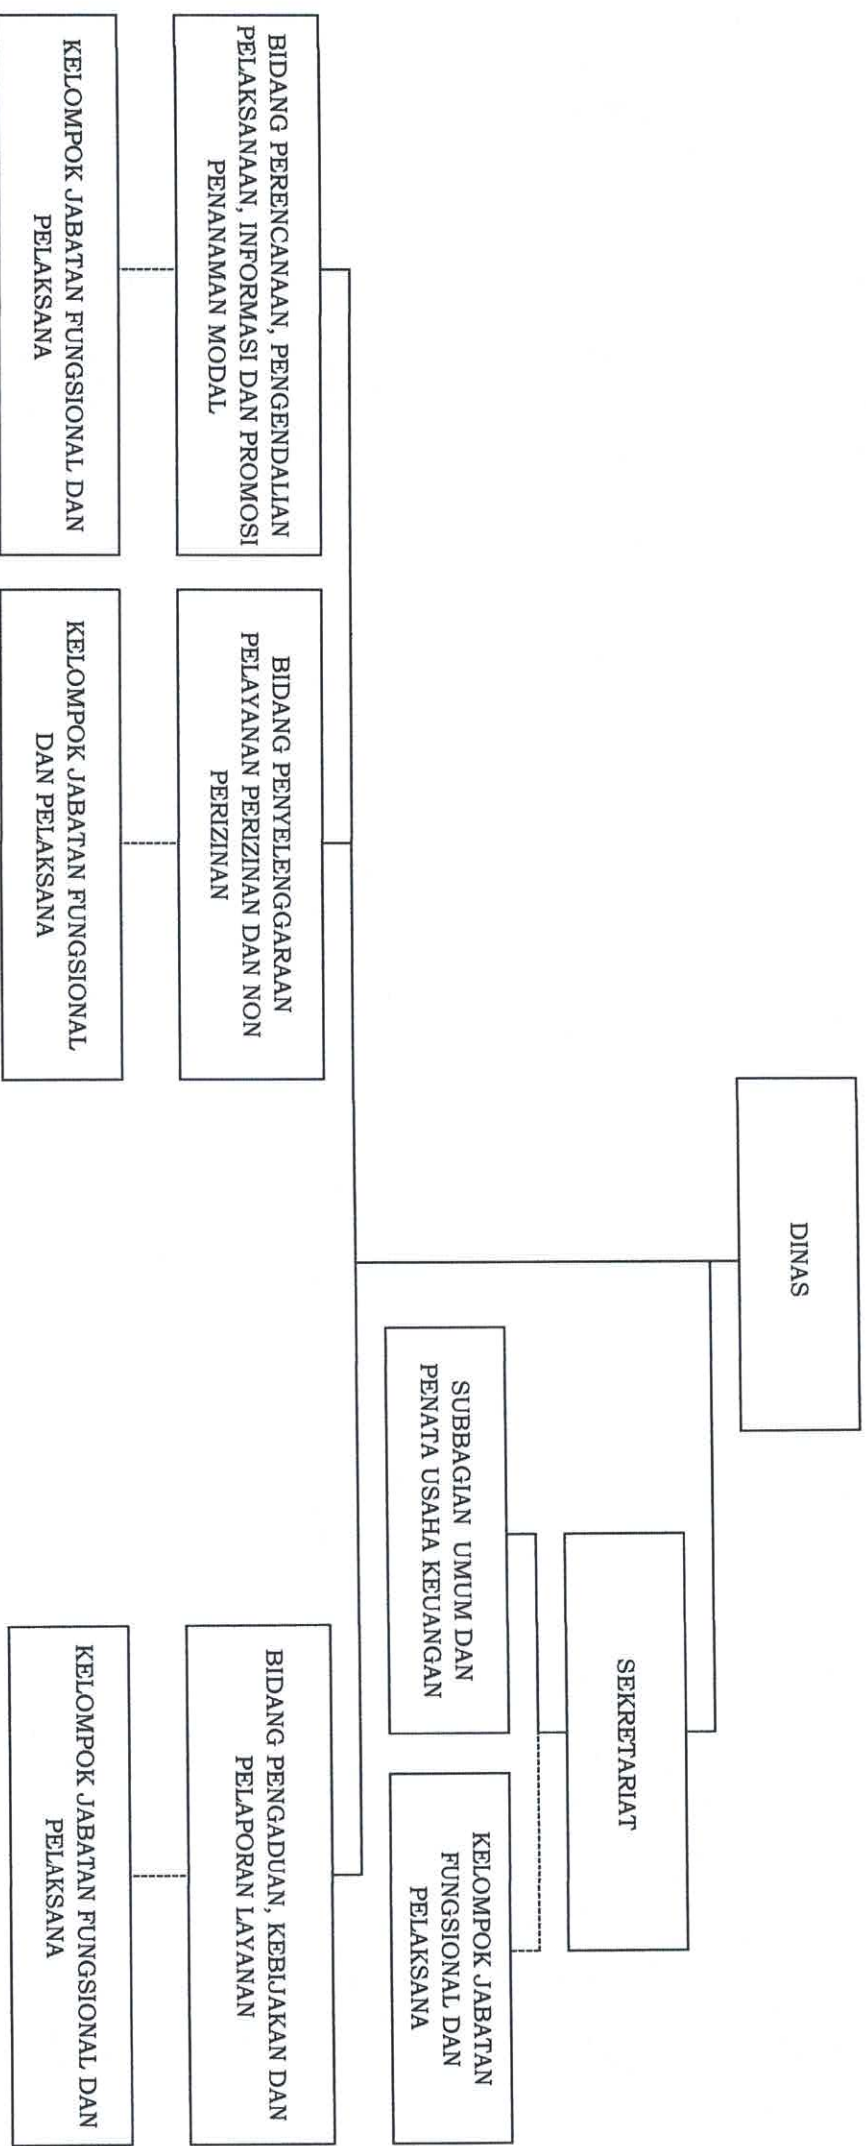 DINAS
SEKRETARIAT
SUBBAGIAN UMUM DAN
PENATA USAHA KEUANGAN
KELOMPOK JABATAN
FUNGSIONAL DAN
PELAKSANA
BIDANG PERENCANAAN, PENGENDALIAN
PELAKSANAAN, INFORMASI DAN PROMOSI
PENANAMAN MODAL
BIDANG PENYELENGGARAAN
PELAYANAN PERIZINAN DAN NON
PERIZINAN
BIDANG PENGADUAN, KEBIJAKAN DAN
PELAPORAN LAYANAN
KELOMPOK JABATAN FUNGSIONAL DAN
PELAKSANA
KELOMPOK JABATAN FUNGSIONAL
DAN PELAKSANA
KELOMPOK JABATAN FUNGSIONAL DAN
PELAKSANA